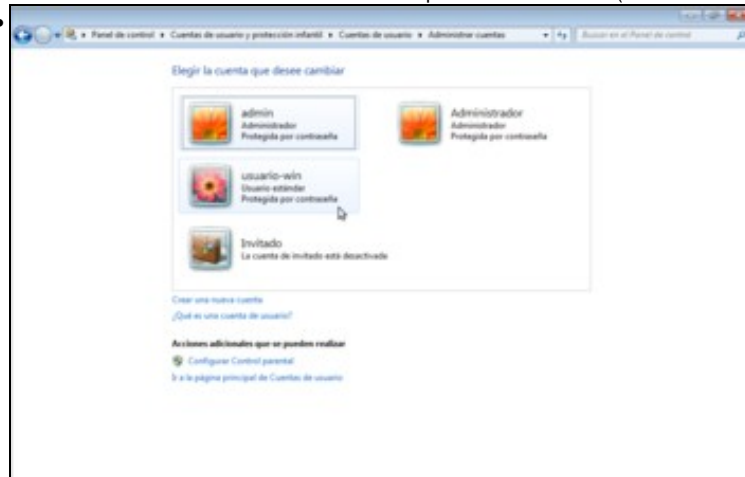 Panel de control ▸ Cuentas de usuario y protección infantil ▸ Cuentas de usuario ▸ Administrar cuentas
Buscar en el Panel de control
Elegir la cuenta que desee cambiar
admin
Administrador
Protegida por contraseña
Administrador
Administrador
Protegida por contraseña
usuario-win
Usuario estándar
Protegida por contraseña
Invitado
La cuenta de invitado está desactivada
Crear una nueva cuenta
¿Qué es una cuenta de usuario?
Acciones adicionales que se pueden realizar
Configurar Control parental
Ir a la página principal de Cuentas de usuario